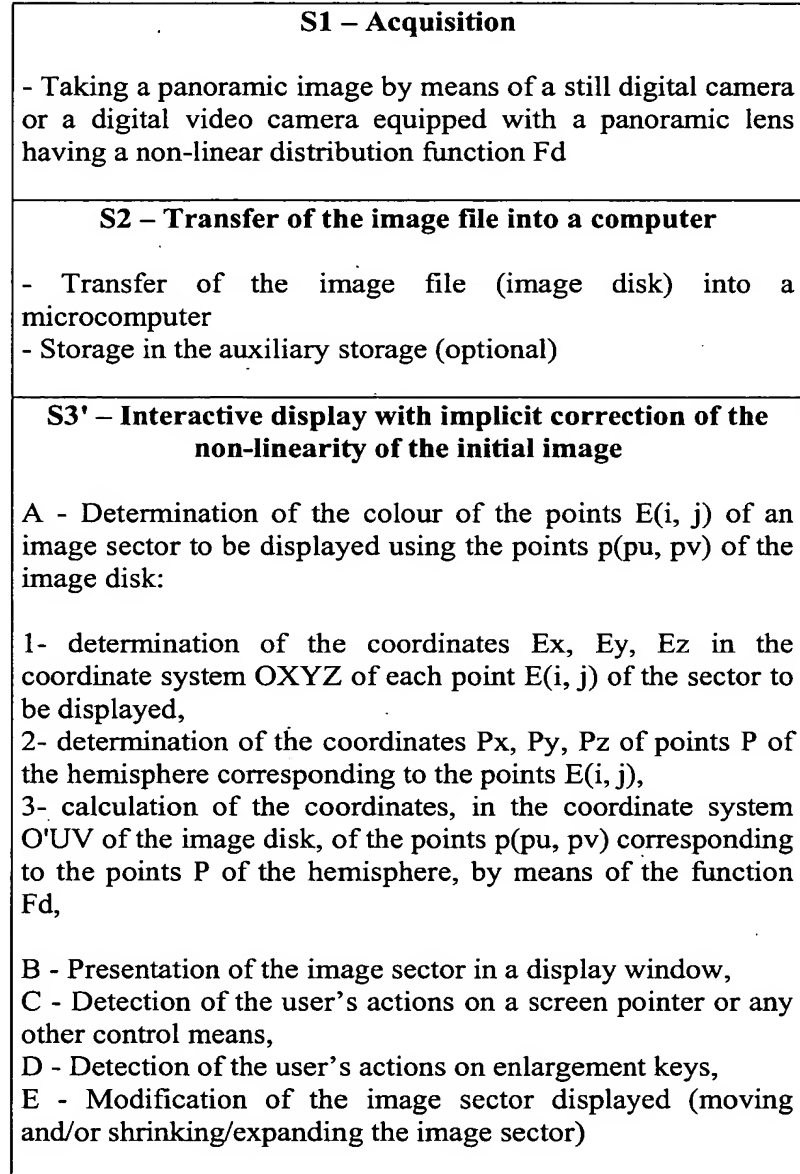 S1 – Acquisition
- Taking a panoramic image by means of a still digital camera
or a digital video camera equipped with a panoramic lens
having a non-linear distribution function Fd
S2 – Transfer of the image file into a computer
- Transfer of the image file (image disk) into a
microcomputer
- Storage in the auxiliary storage (optional)
S3' – Interactive display with implicit correction of the
non-linearity of the initial image
A - Determination of the colour of the points E(i, j) of an
image sector to be displayed using the points p(pu, pv) of the
image disk:
1- determination of the coordinates Ex, Ey, Ez in the
coordinate system OXYZ of each point E(i, j) of the sector to
be displayed,
2- determination of the coordinates Px, Py, Pz of points P of
the hemisphere corresponding to the points E(i, j),
3- calculation of the coordinates, in the coordinate system
O'UV of the image disk, of the points p(pu, pv) corresponding
to the points P of the hemisphere, by means of the function
Fd,
B - Presentation of the image sector in a display window,
C - Detection of the user's actions on a screen pointer or any
other control means,
D - Detection of the user's actions on enlargement keys,
E - Modification of the image sector displayed (moving
and/or shrinking/expanding the image sector)